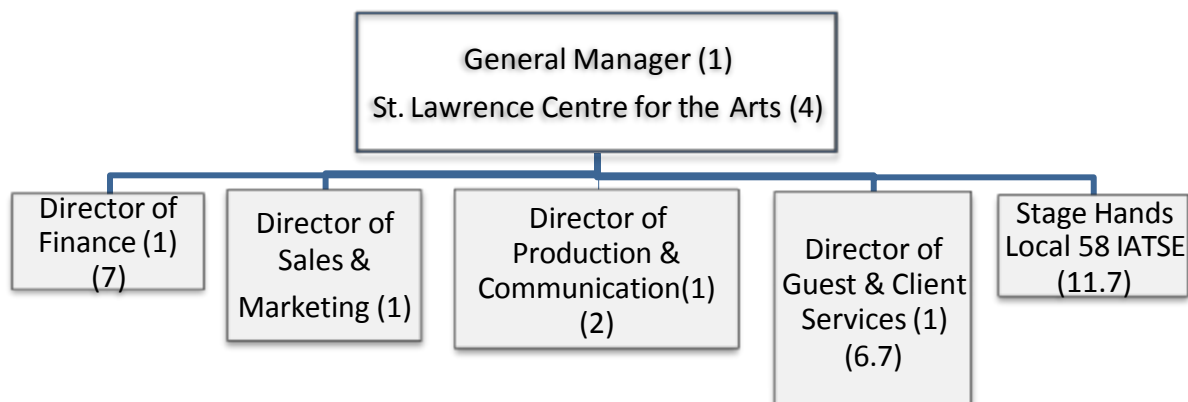 General Manager (1)
St. Lawrence Centre for the Arts (4)
Director of
Finance (1)
(7)
Director of
Sales &
Marketing (1)
Director of
Production &
Communication(1)
(2)
Director of
Guest & Client
Services (1)
(6.7)
Stage Hands
Local 58 IATSE
(11.7)